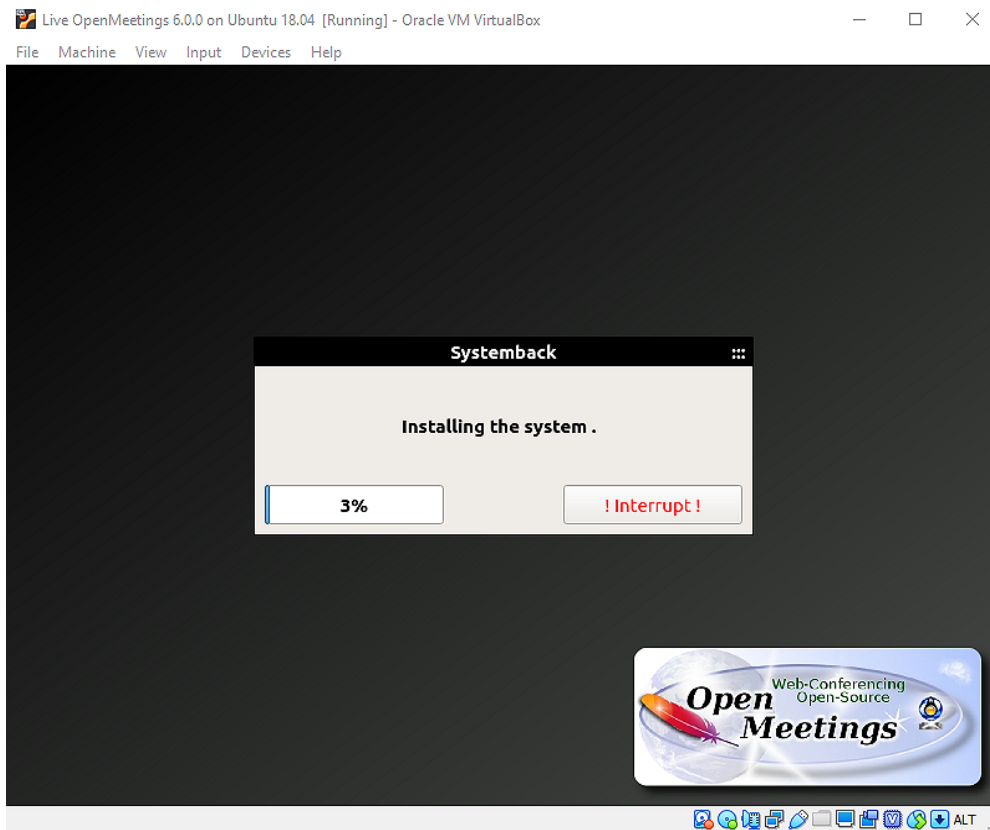 Live OpenMeetings 6.0.0 on Ubuntu 18.04 [Running] - Oracle VM VirtualBox
File Machine View Input Devices Help
Systemback
Installing the system .
3% ! Interrupt !
Web-Conferencing
Open-Source
Open
Meetings
ALT